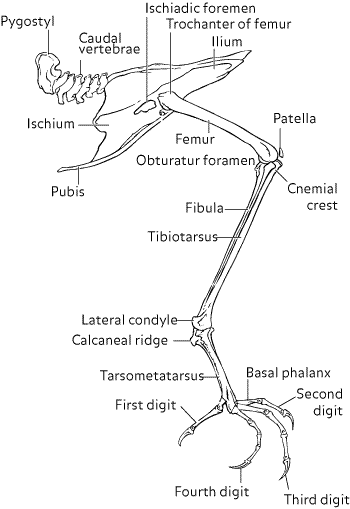 Ischiadic foremen
Pygostyl
Trochanter of femur
Caudal
vertebrae
Ilium
Ischium
Patella
Femur
Obturatur foramen
Pubis
Cnemial
crest
Fibula
Tibiotarsus
Lateral condyle
Calcaneal ridge
Tarsometatarsus
Basal phalanx
First digit
Second
digit
Fourth digit
Third digit